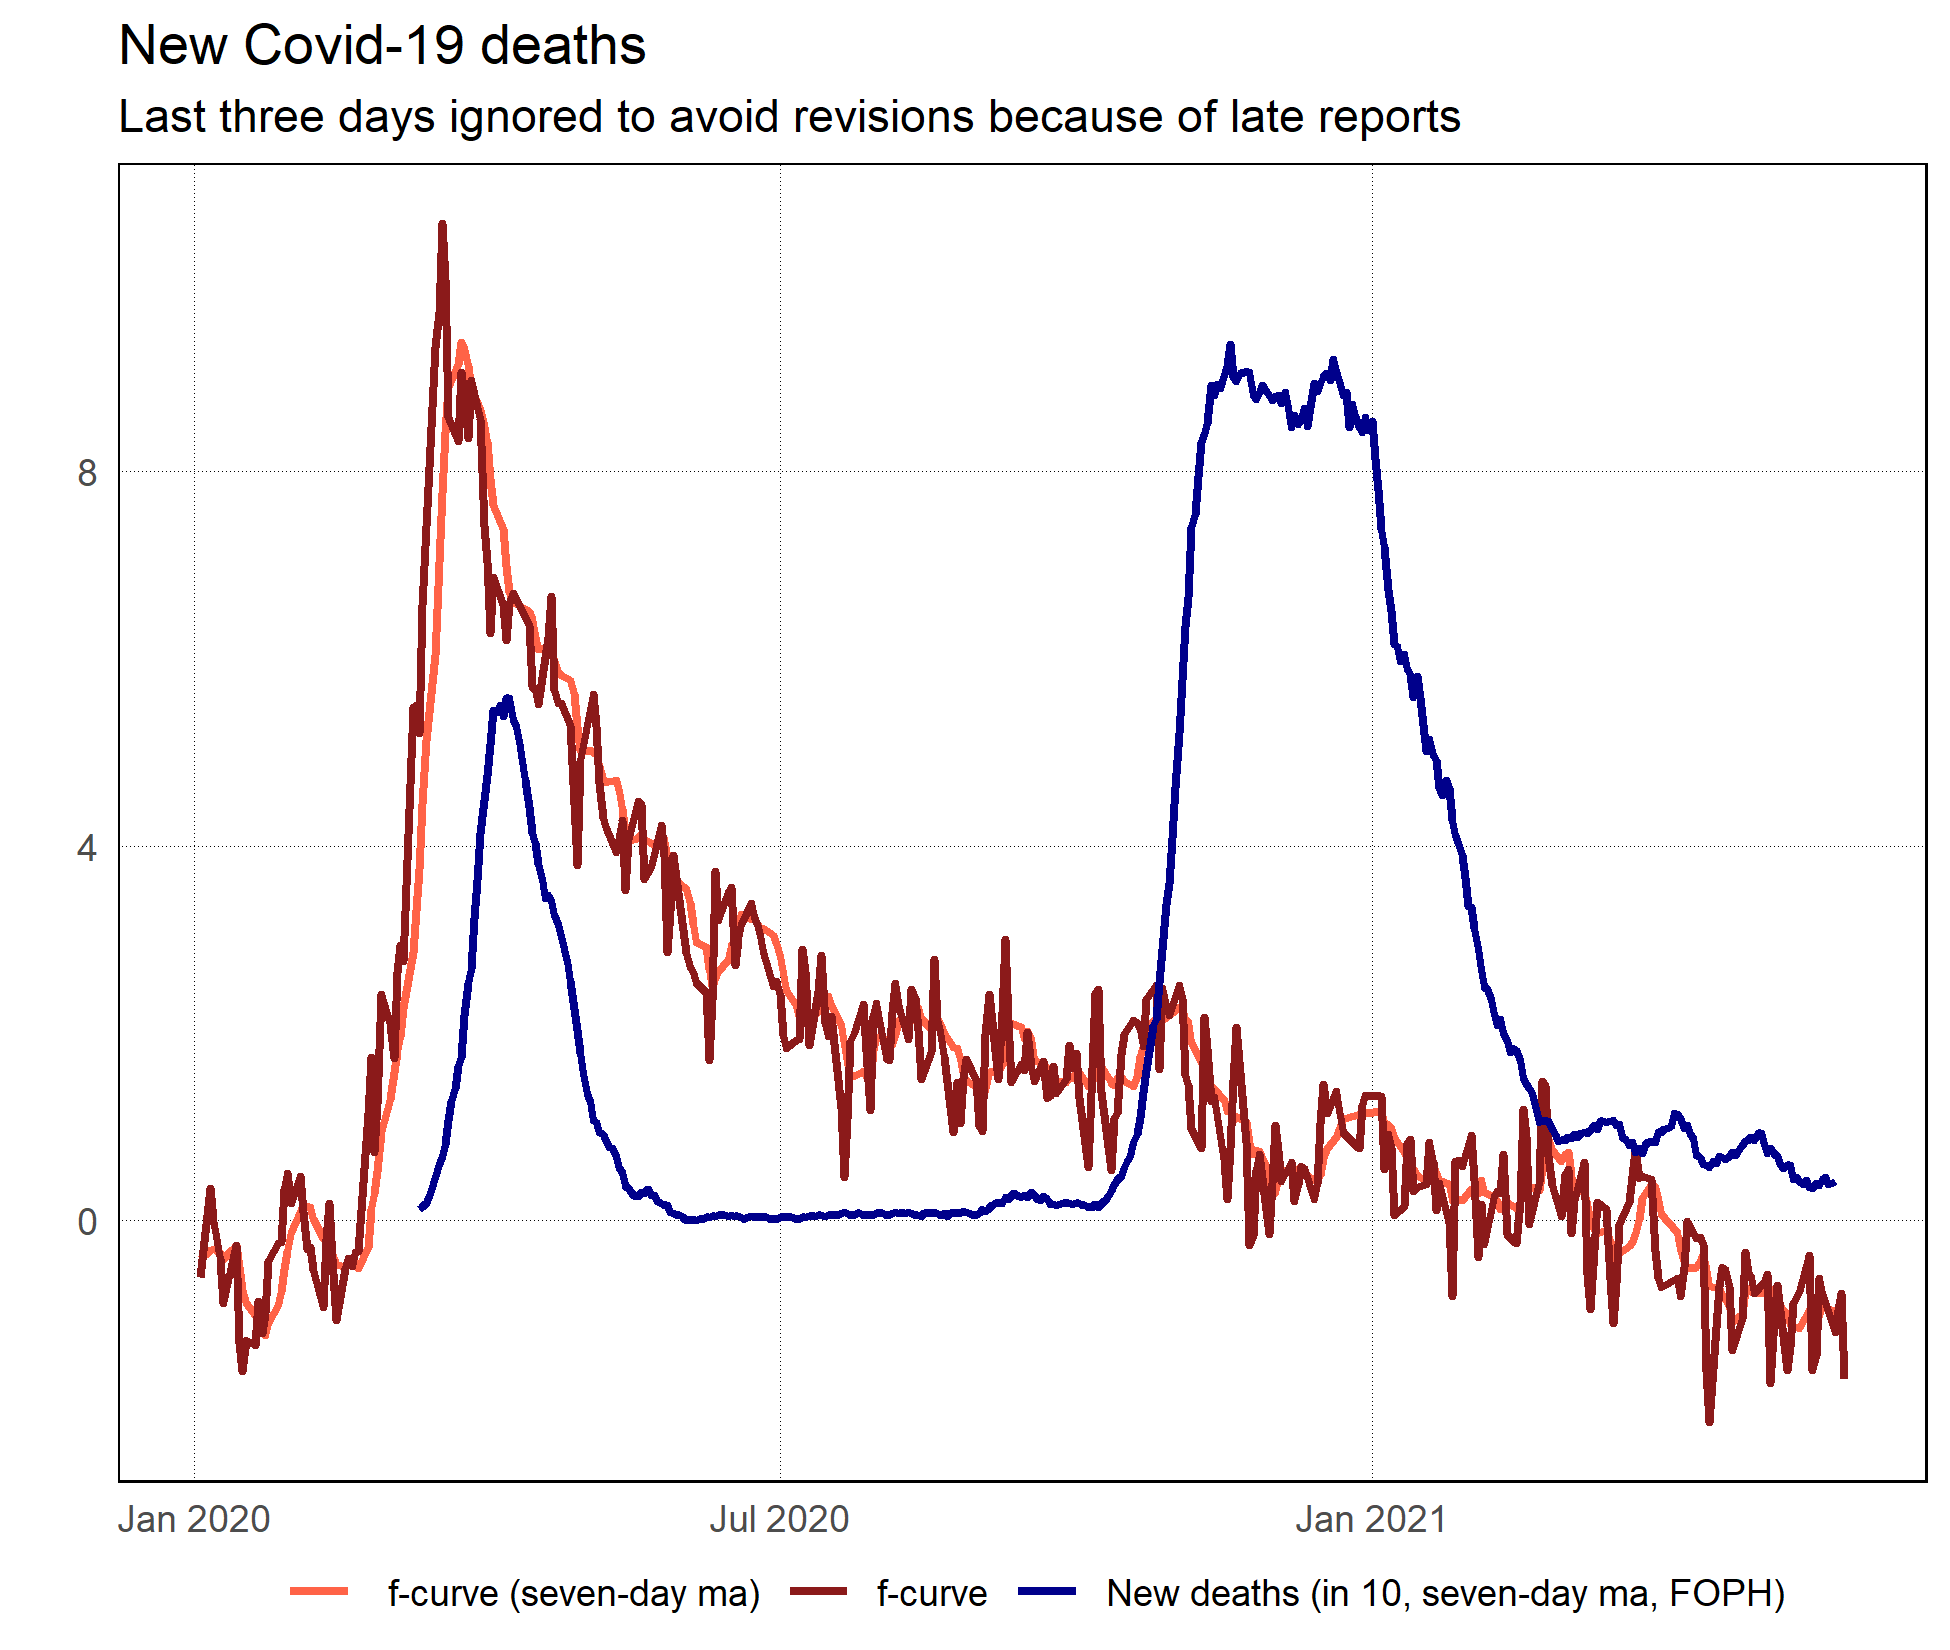 New Covid-19 deaths
Last three days ignored to avoid revisions because of late reports
8
4
0
Jan 2020 Jul 2020 Jan 2021
f-curve (seven-day ma) f-curve New deaths (in 10, seven-day ma, FOPH)